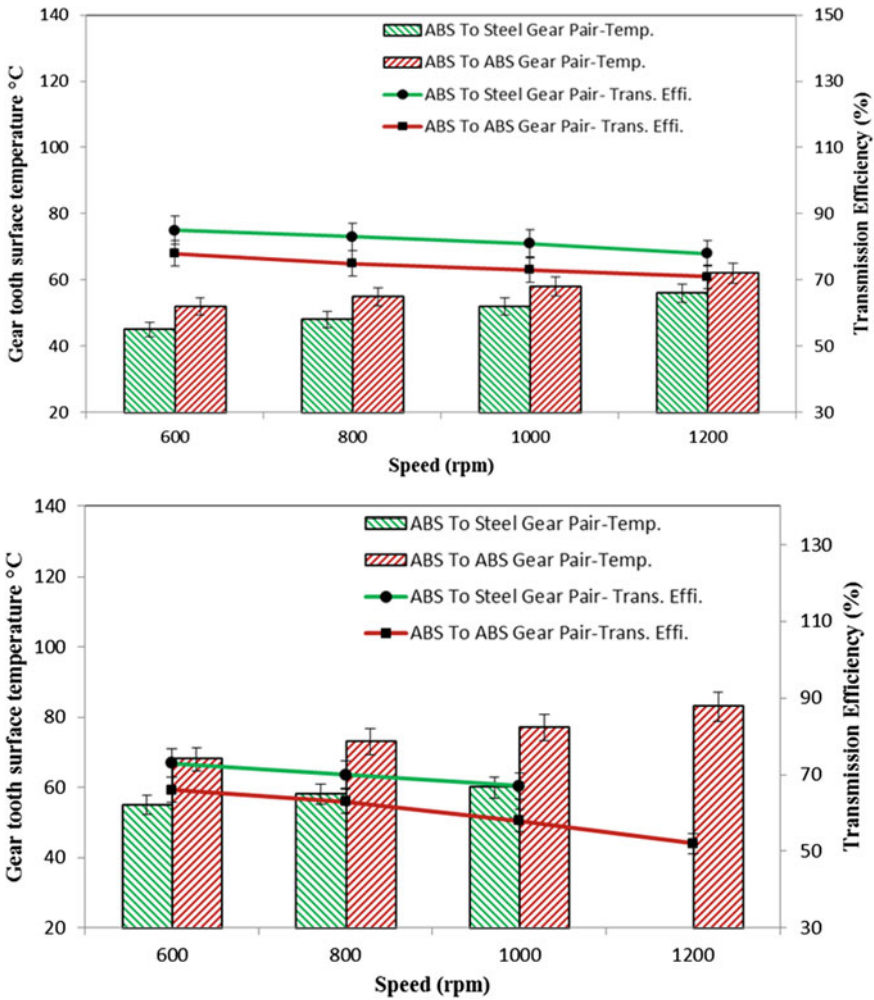 140
120
100
80
60
40
20
Gear tooth surface temperature °C
ABS To Steel Gear Pair-Temp.
ABS To ABS Gear Pair-Temp.
ABS To Steel Gear Pair- Trans. Effi.
ABS To ABS Gear Pair- Trans. Effi.
150
130
110
90
70
50
30
Transmission Efficiency (%)
600 800 1000 1200
Speed (rpm)
140
120
100
80
60
40
20
Gear tooth surface temperature °C
ABS To Steel Gear Pair-Temp.
ABS To ABS Gear Pair-Temp.
ABS To Steel Gear Pair- Trans. Effi.
ABS To ABS Gear Pair-Trans. Effi.
130
110
90
70
50
30
Transmission Efficiency (%)
600 800 1000 1200
Speed (rpm)